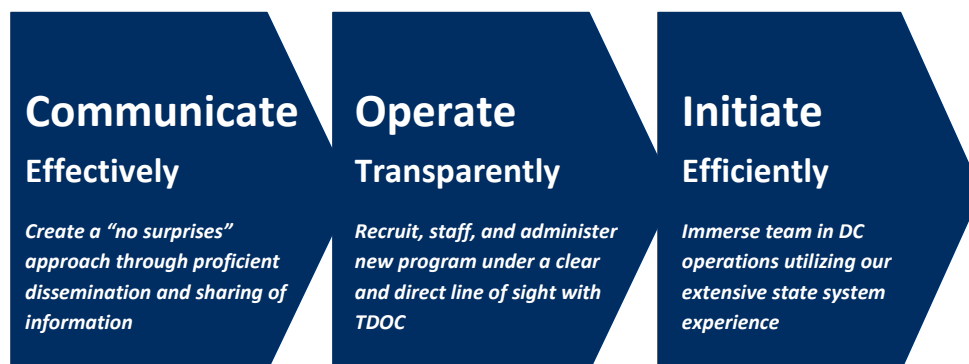 Communicate
Effectively
Create a “no surprises”
approach through proficient
dissemination and sharing of
information
Operate
Transparently
Recruit, staff, and administer
new program under a clear
and direct line of sight with
TDOC
Initiate
Efficiently
Immerse team in DC
operations utilizing our
extensive state system
experience